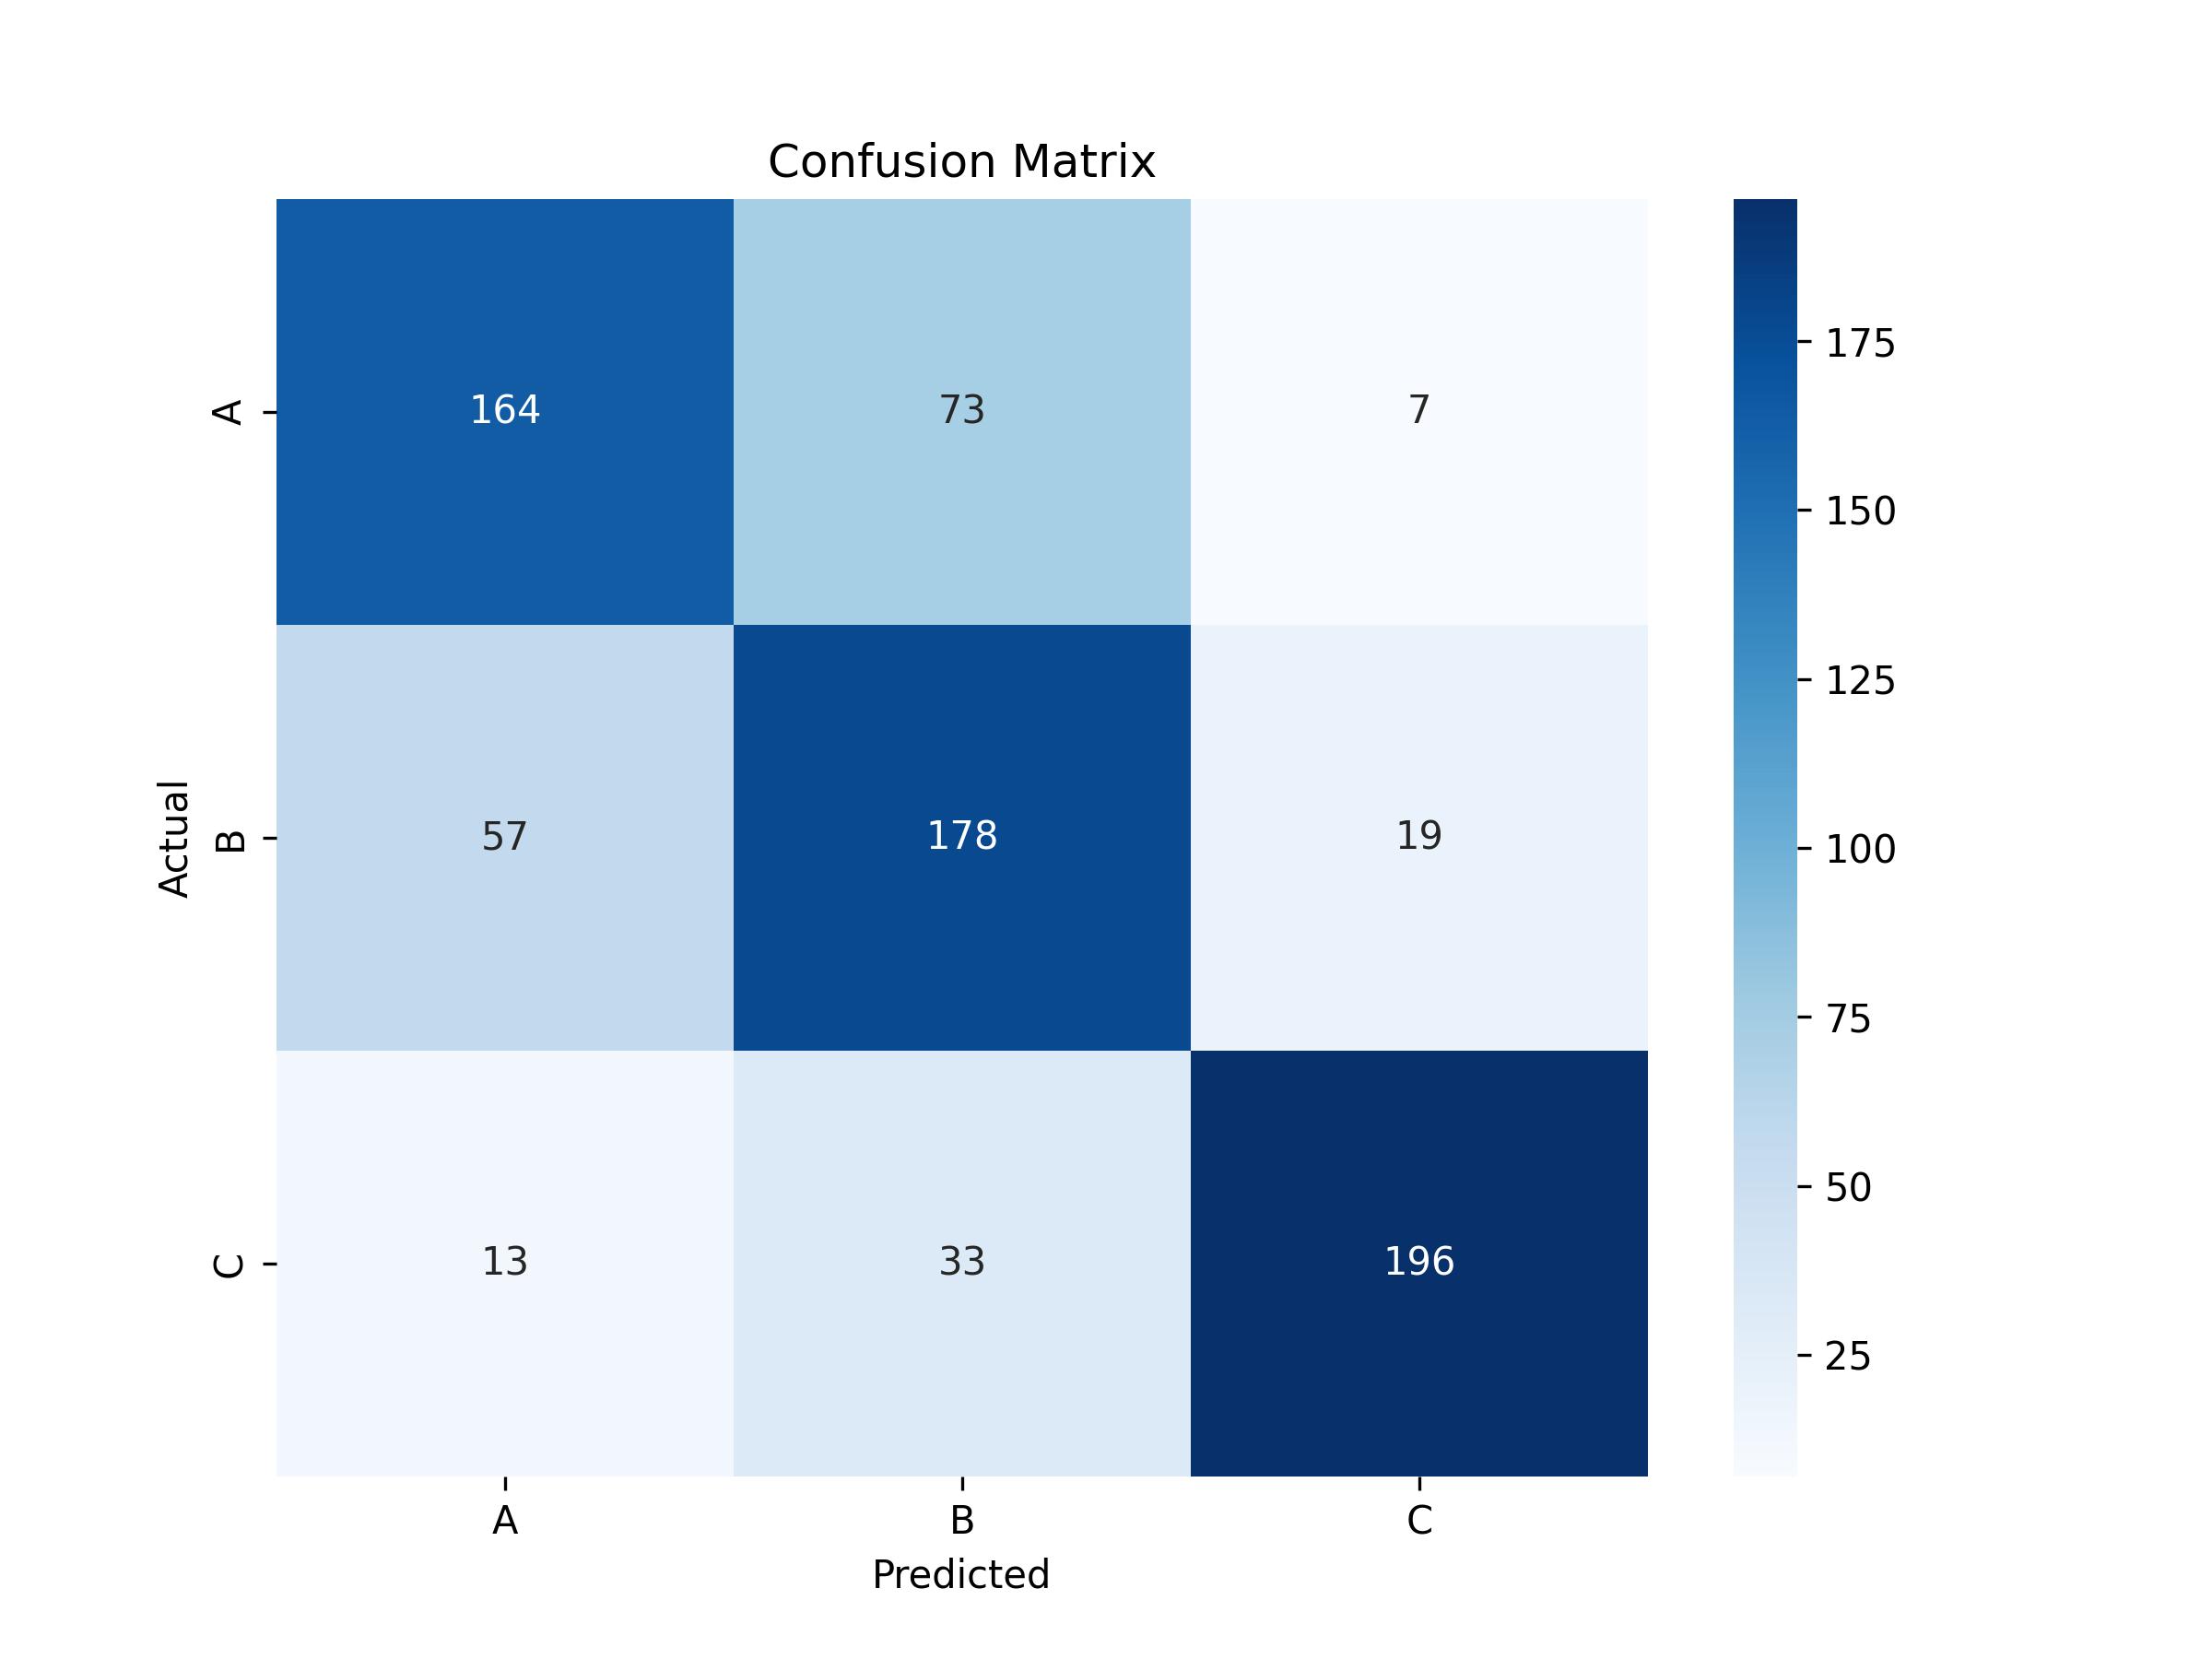 Confusion Matrix
A 164 73 7
B 57 178 19
C 13 33 196
A B C
Predicted
Actual
175
150
125
100
75
50
25